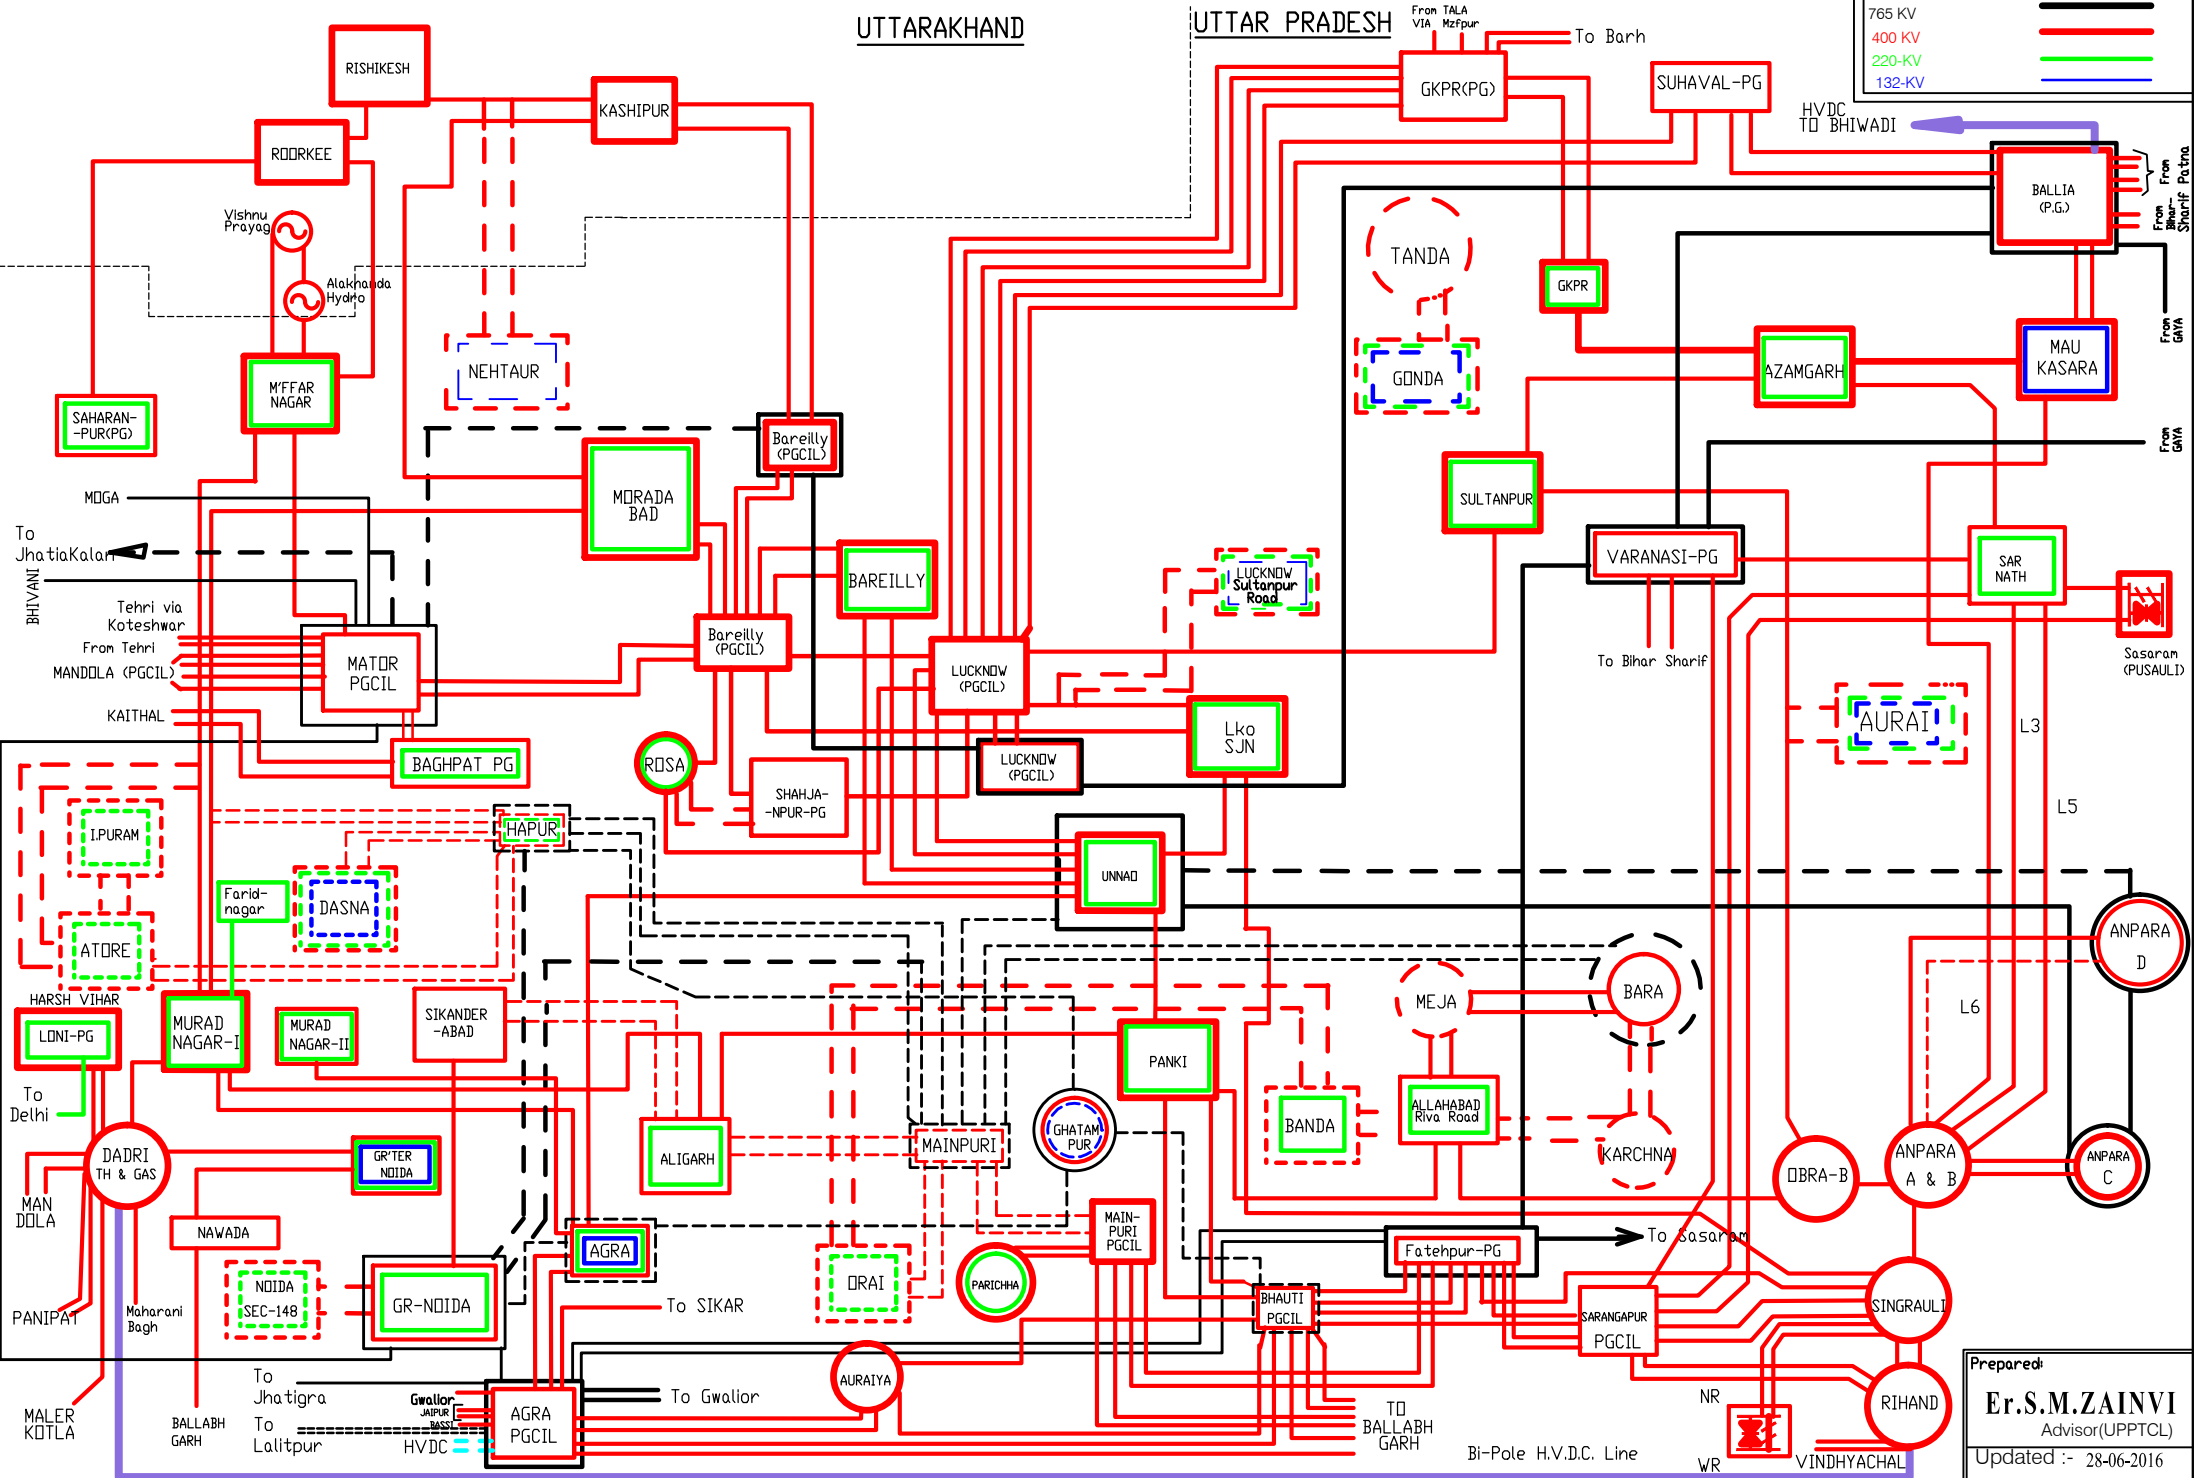 UTTARAKHAND
UTTAR PRADESH
From TALA
VIA Mzfpur
To Barh
765 KV
400 KV
220-KV
132-KV
RISHIKESH
KASHIPUR
GKPR(PG)
SUHAVAL-PG
HVDC
TO BHIWADI
ROORKEE
BALLIA
(P.G.)
From
Bihar-
Sharif
From
Patna
Vishnu
Prayag
Alakhanda
Hydro
TANDA
GKPR
From
GAYA
NEHTAUR
GONDA
AZAMGARH
MAU
KASARA
M'FFAR
NAGAR
SAHARAN-
-PUR(PG)
Bareilly
(PGCIL)
From
GAYA
MORADA
BAD
SULTANPUR
MOGA
To
JhatiaKalan
BHIVANI
BAREILLY
LUCKNOW
Sultanpur
Road
VARANASI-PG
SAR
NATH
Tehri via
Koteshwar
From Tehri
MANDOLA (PGCIL)
MATOR
PGCIL
Bareilly
(PGCIL)
LUCKNOW
(PGCIL)
To Bihar Sharif
Sasaram
(PUSAULI)
KAITHAL
BAGHPAT PG
ROSA
LUCKNOW
(PGCIL)
Lko
SJN
AURAI
L3
SHAHJA-
-NPUR-PG
L5
I.PURAM
HAPUR
Farid-
nagar
DASNA
UNNAO
ATORE
ANPARA
D
HARSH VIHAR
LONI-PG
MURAD
NAGAR-I
MURAD
NAGAR-II
SIKANDER
-ABAD
MEJA
BARA
L6
PANKI
To
Delhi
DADRI
TH & GAS
GR'TER
NOIDA
ALIGARH
MAINPURI
GHATAM
PUR
BANDA
ALLAHABAD
Riva Road
KARCHNA
OBRA-B
ANPARA
A & B
ANPARA
C
MAN
DOLA
NAWADA
AGRA
MAIN-
PURI
PGCIL
Fatehpur-PG
To Sasaram
NOIDA
SEC-148
GR-NOIDA
ORAI
PARICHHA
BHAUTI
PGCIL
SARANGAPUR
PGCIL
SINGRAULI
PANIPAT
Maharani
Bagh
To SIKAR
To
Jhatigra
Gwalior
JAIPUR
BASSI
AGRA
PGCIL
To Gwalior
AURAIYA
RIHAND
MALER
KOTLA
BALLABH
GARH
To
Lalitpur
HVDC
TO
BALLABH
GARH
Bi-Pole H.V.D.C. Line
NR
WR
VINDHYACHAL
Prepared:
Er.S.M.ZAINVI
Advisor(UPPTCL)
Updated :- 28-06-2016